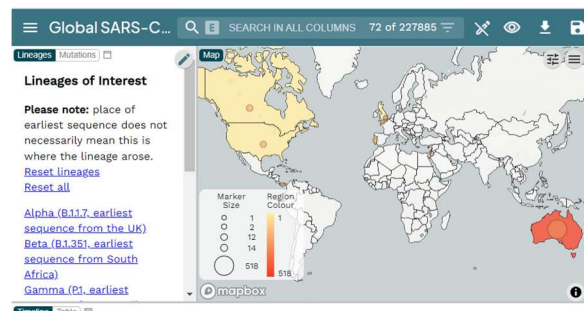 Global SARS-C...
E SEARCH IN ALL COLUMNS 72 of 227885
Lineages Mutations
Lineages of Interest
Please note: place of
earliest sequence does not
necessarily mean this is
where the lineage arose.
Reset lineages
Reset all
Alpha (B.1.1.7, earliest
sequence from the UK)
Beta (B.1.351, earliest
sequence from South
Africa)
Gamma (P.1, earliest
Map
Marker Size
1
2
12
14
518
Region Colour
1
518
mapbox
Timeline Table